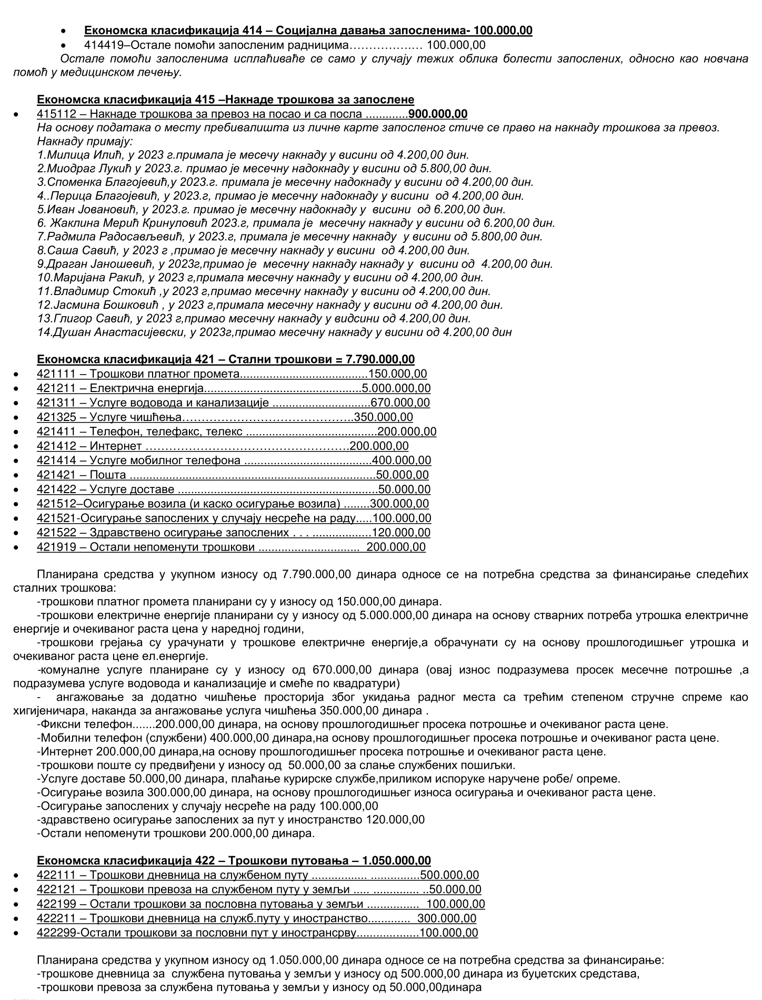 • Економска класификација 414 – Социјална давања запосленима- 100.000,00
• 414419–Остале помоћи запосленим радницима……………..… 100.000,00
Остале помоћи запосленима исплаћиваће се само у случају тежих облика болести запослених, односно као новчана
помоћ у медицинском лечењу.
Економска класификација 415 –Накнаде трошкова за запослене
• 415112 – Накнаде трошкова за превоз на посао и са посла .............900.000,00
На основу података о месту пребивалишта из личне карте запосленог стиче се право на накнаду трошкова за превоз.
Накнаду примају:
1.Милица Илић, у 2023 г.примала је месечу накнаду у висини од 4.200,00 дин.
2.Миодраг Лукић у 2023.г. примао је месечну надокнаду у висини од 5.800,00 дин.
3.Споменка Благојевић,у 2023.г. примала је месечну надокнаду у висини од 4.200,00 дин.
4..Перица Благојевић, у 2023.г, примао је месечну надокнаду у висини од 4.200,00 дин.
5.Иван Јовановић, у 2023.г. примао је месечну надокнаду у висини од 6.200,00 дин.
6. Жаклина Мерић Кринуловић 2023.г, примала је месечну накнаду у висини од 6.200,00 дин.
7.Радмила Радосављевић, у 2023.г, примала је месечну накнаду у висини од 5.800,00 дин.
8.Саша Савић, у 2023 г ,примао је месечну накнаду у висини од 4.200,00 дин.
9.Драган Јаношевић, у 2023г,примао је месечну накнаду накнаду у висини од 4.200,00 дин.
10.Маријана Ракић, у 2023 г,примала месечну накнаду у висини од 4.200,00 дин.
11.Владимир Стокић ,у 2023 г,примао месечну накнаду у висини од 4.200,00 дин.
12.Јасмина Бошковић , у 2023 г,примала месечну накнаду у висини од 4.200,00 дин.
13.Глигор Савић, у 2023 г,примао месечну накнаду у видсини од 4.200,00 дин.
14.Душан Анастасијевски, у 2023г,примао месечну накнаду у висини од 4.200,00 дин
Економска класификација 421 – Стални трошкови = 7.790.000,00
• 421111 – Трошкови платног промета.......................................150.000,00
• 421211 – Електрична енергија................................................5.000.000,00
• 421311 – Услуге водовода и канализације ..............................670.000,00
• 421325 – Услуге чишћења……………………………………..350.000,00
• 421411 – Телефон, телефакс, телекс ........................................200.000,00
• 421412 – Интернет …………………………………………….200.000,00
• 421414 – Услуге мобилног телефона .......................................400.000,00
• 421421 – Пошта ...........................................................................50.000,00
• 421422 – Услуге доставе .............................................................50.000,00
• 421512–Осигурање возила (и каско осигурање возила) ........300.000,00
• 421521-Осигурање ѕапослених у случају несреће на раду.....100.000,00
• 421522 – Здравствено осигурање запослених . . . ..................120.000,00
• 421919 – Остали непоменути трошкови ............................... 200.000,00
Планирана средства у укупном износу од 7.790.000,00 динара односе се на потребна средства за финансирање следећих
сталних трошкова:
-трошкови платног промета планирани су у износу од 150.000,00 динара.
-трошкови електричне енергије планирани су у износу од 5.000.000,00 динара на основу стварних потреба утрошка електричне
енергије и очекиваног раста цена у наредној години,
-трошкови грејања су урачунати у трошкове електричне енергије,а обрачунати су на основу прошлогодишњег утрошка и
очекиваног раста цене ел.енергије.
-комуналне услуге планиране су у износу од 670.000,00 динара (овај износ подразумева просек месечне потрошње ,а
подразумева услуге водовода и канализације и смеће по квадратури)
- ангажовање за додатно чишћење просторија због укидања радног места са трећим степеном стручне спреме као
хигијеничара, наканда за ангажовање услуга чишћења 350.000,00 динара .
-Фиксни телефон.......200.000,00 динара, на основу прошлогодишњег просека потрошње и очекиваног раста цене.
-Мобилни телефон (службени) 400.000,00 динара,на основу прошлогодишњег просека потрошње и очекиваног раста цене.
-Интернет 200.000,00 динара,на основу прошлогодишњег просека потрошње и очекиваног раста цене.
-трошкови поште су предвиђени у износу од 50.000,00 за слање службених пошиљки.
-Услуге доставе 50.000,00 динара, плаћање курирске службе,приликом испоруке наручене робе/ опреме.
-Осигурање возила 300.000,00 динара, на основу прошлогодишњег износа осигурања и очекиваног раста цене.
-Осигурање запослених у случају несреће на раду 100.000,00
-здравствено осигурање запослених за пут у иностранство 120.000,00
-Остали непоменути трошкови 200.000,00 динара.
Економска класификација 422 – Трошкови путовања – 1.050.000,00
• 422111 – Трошкови дневница на службеном путу ................. ...............500.000,00
• 422121 – Трошкови превоза на службеном путу у земљи ..... .............. ..50.000,00
• 422199 – Остали трошкови за пословна путовања у земљи ................ 100.000,00
• 422211 – Трошкови дневница на служб.путу у иностранство............. 300.000,00
• 422299-Остали трошкови за пословни пут у инострансрву...................100.000,00
Планирана средства у укупном износу од 1.050.000,00 динара односе се на потребна средства за финансирање:
-трошкове дневница за службена путовања у земљи у износу од 500.000,00 динара из буџетских средстава,
-трошкови превоза за службена путовања у земљи у износу од 50.000,00динара